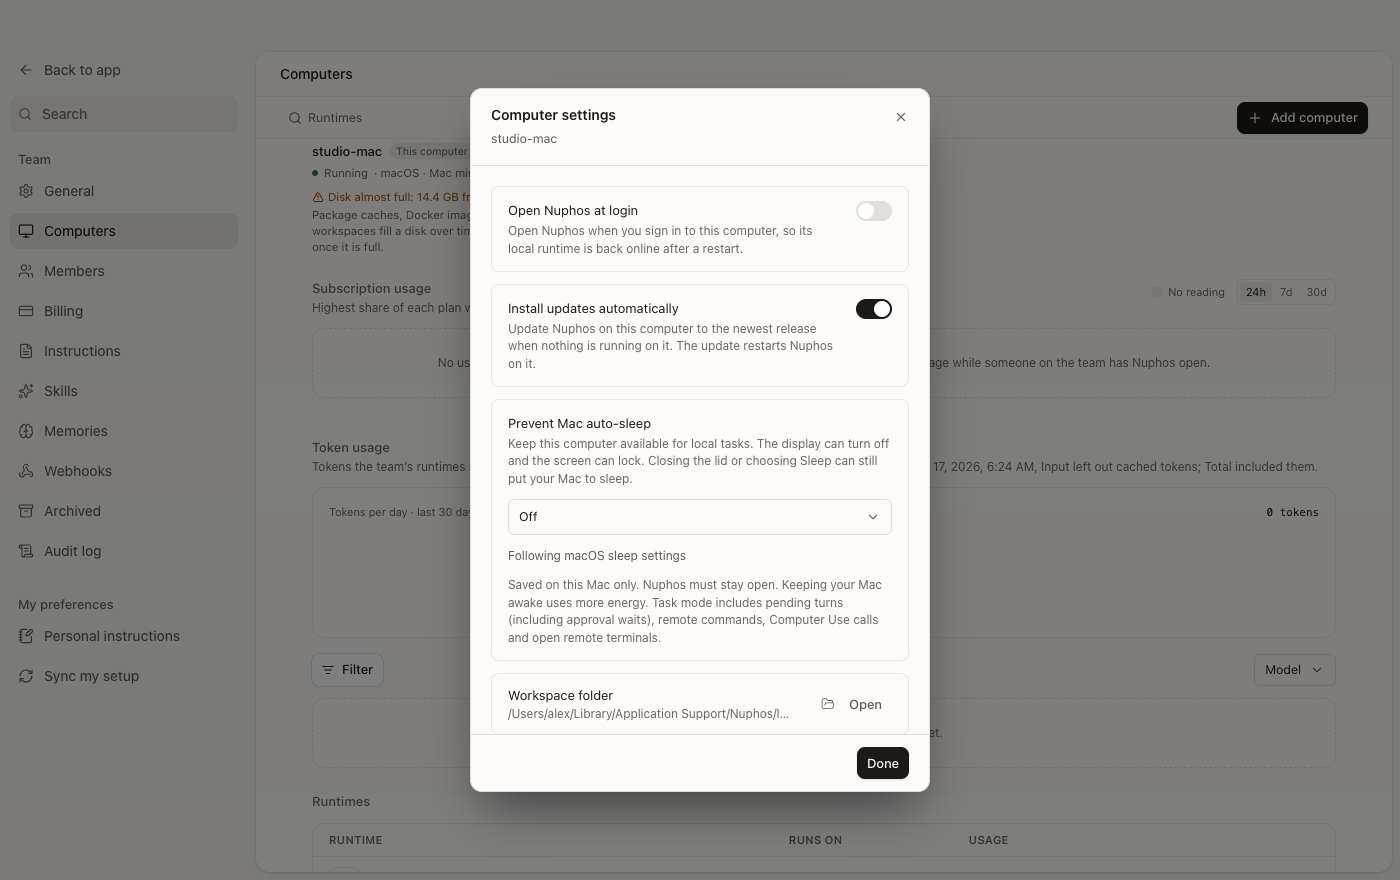 Back to app
Search
Team
General
Computers
Members
Billing
Instructions
Skills
Memories
Webhooks
Archived
Audit log
My preferences
Personal instructions
Sync my setup
Computers
Runtimes
Add computer
studio-mac This computer
Running · macOS · Mac
Disk almost full: 14.4 GB
Package caches, Docker
workspaces fill a disk over
once it is full.
Subscription usage
Highest share of each plan
No reading 24h 7d 30d
while someone on the team has Nuphos open.
Token usage
Tokens the team's runtimes
17, 2026, 6:24 AM, Input left out cached tokens; Total included them.
Tokens per day · last 30
0 tokens
Filter
Model
Runtimes
RUNTIME RUNS ON USAGE
Computer settings
studio-mac
Open Nuphos at login
Open Nuphos when you sign in to this computer, so its
local runtime is back online after a restart.
Install updates automatically
Update Nuphos on this computer to the newest release
when nothing is running on it. The update restarts Nuphos
on it.
Prevent Mac auto-sleep
Keep this computer available for local tasks. The display can turn off
and the screen can lock. Closing the lid or choosing Sleep can still
put your Mac to sleep.
Off
Following macOS sleep settings
Saved on this Mac only. Nuphos must stay open. Keeping your Mac
awake uses more energy. Task mode includes pending turns
(including approval waits), remote commands, Computer Use calls
and open remote terminals.
Workspace folder
/Users/alex/Library/Application Support/Nuphos/l...
Open
Done